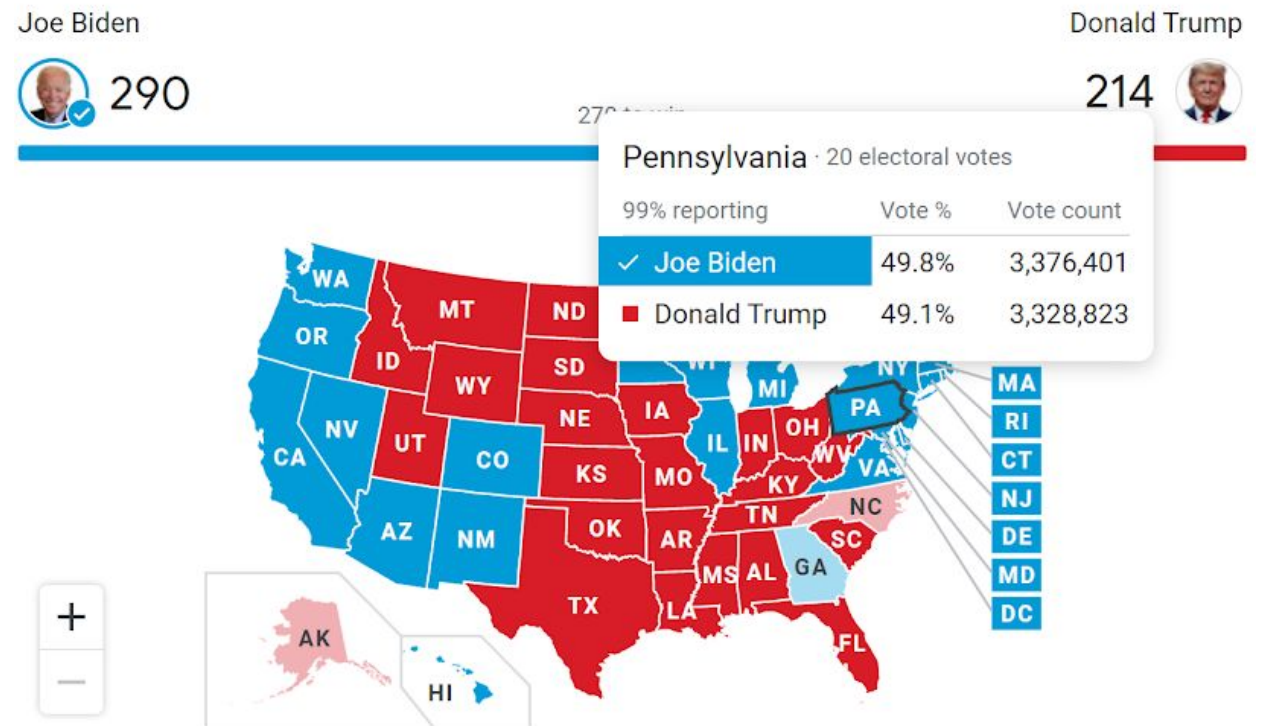 Joe Biden
Donald Trump
290
214
Pennsylvania · 20 electoral votes
99% reporting Vote % Vote count
Joe Biden 49.8% 3,376,401
Donald Trump 49.1% 3,328,823
WA
MT
ND
OR
ID
SD
WY
WI
MI
NY
MA
NE
IA
PA
RI
NV
UT
CO
IL
IN
OH
CT
CA
KS
MO
WV
VA
KY
NJ
NC
AZ
NM
OK
AR
TN
SC
DE
MS
AL
GA
MD
TX
LA
DC
FL
AK
HI
+
−